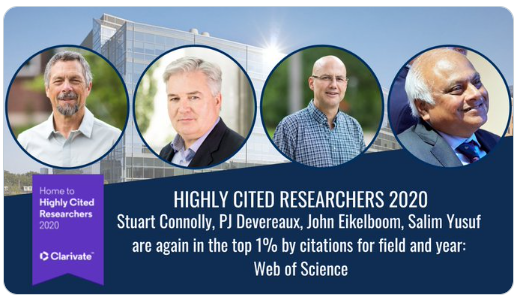 Home to
Highly Cited
Researchers
2020
Clarivate™
HIGHLY CITED RESEARCHERS 2020
Stuart Connolly, PJ Devereaux, John Eikelboom, Salim Yusuf
are again in the top 1% by citations for field and year:
Web of Science